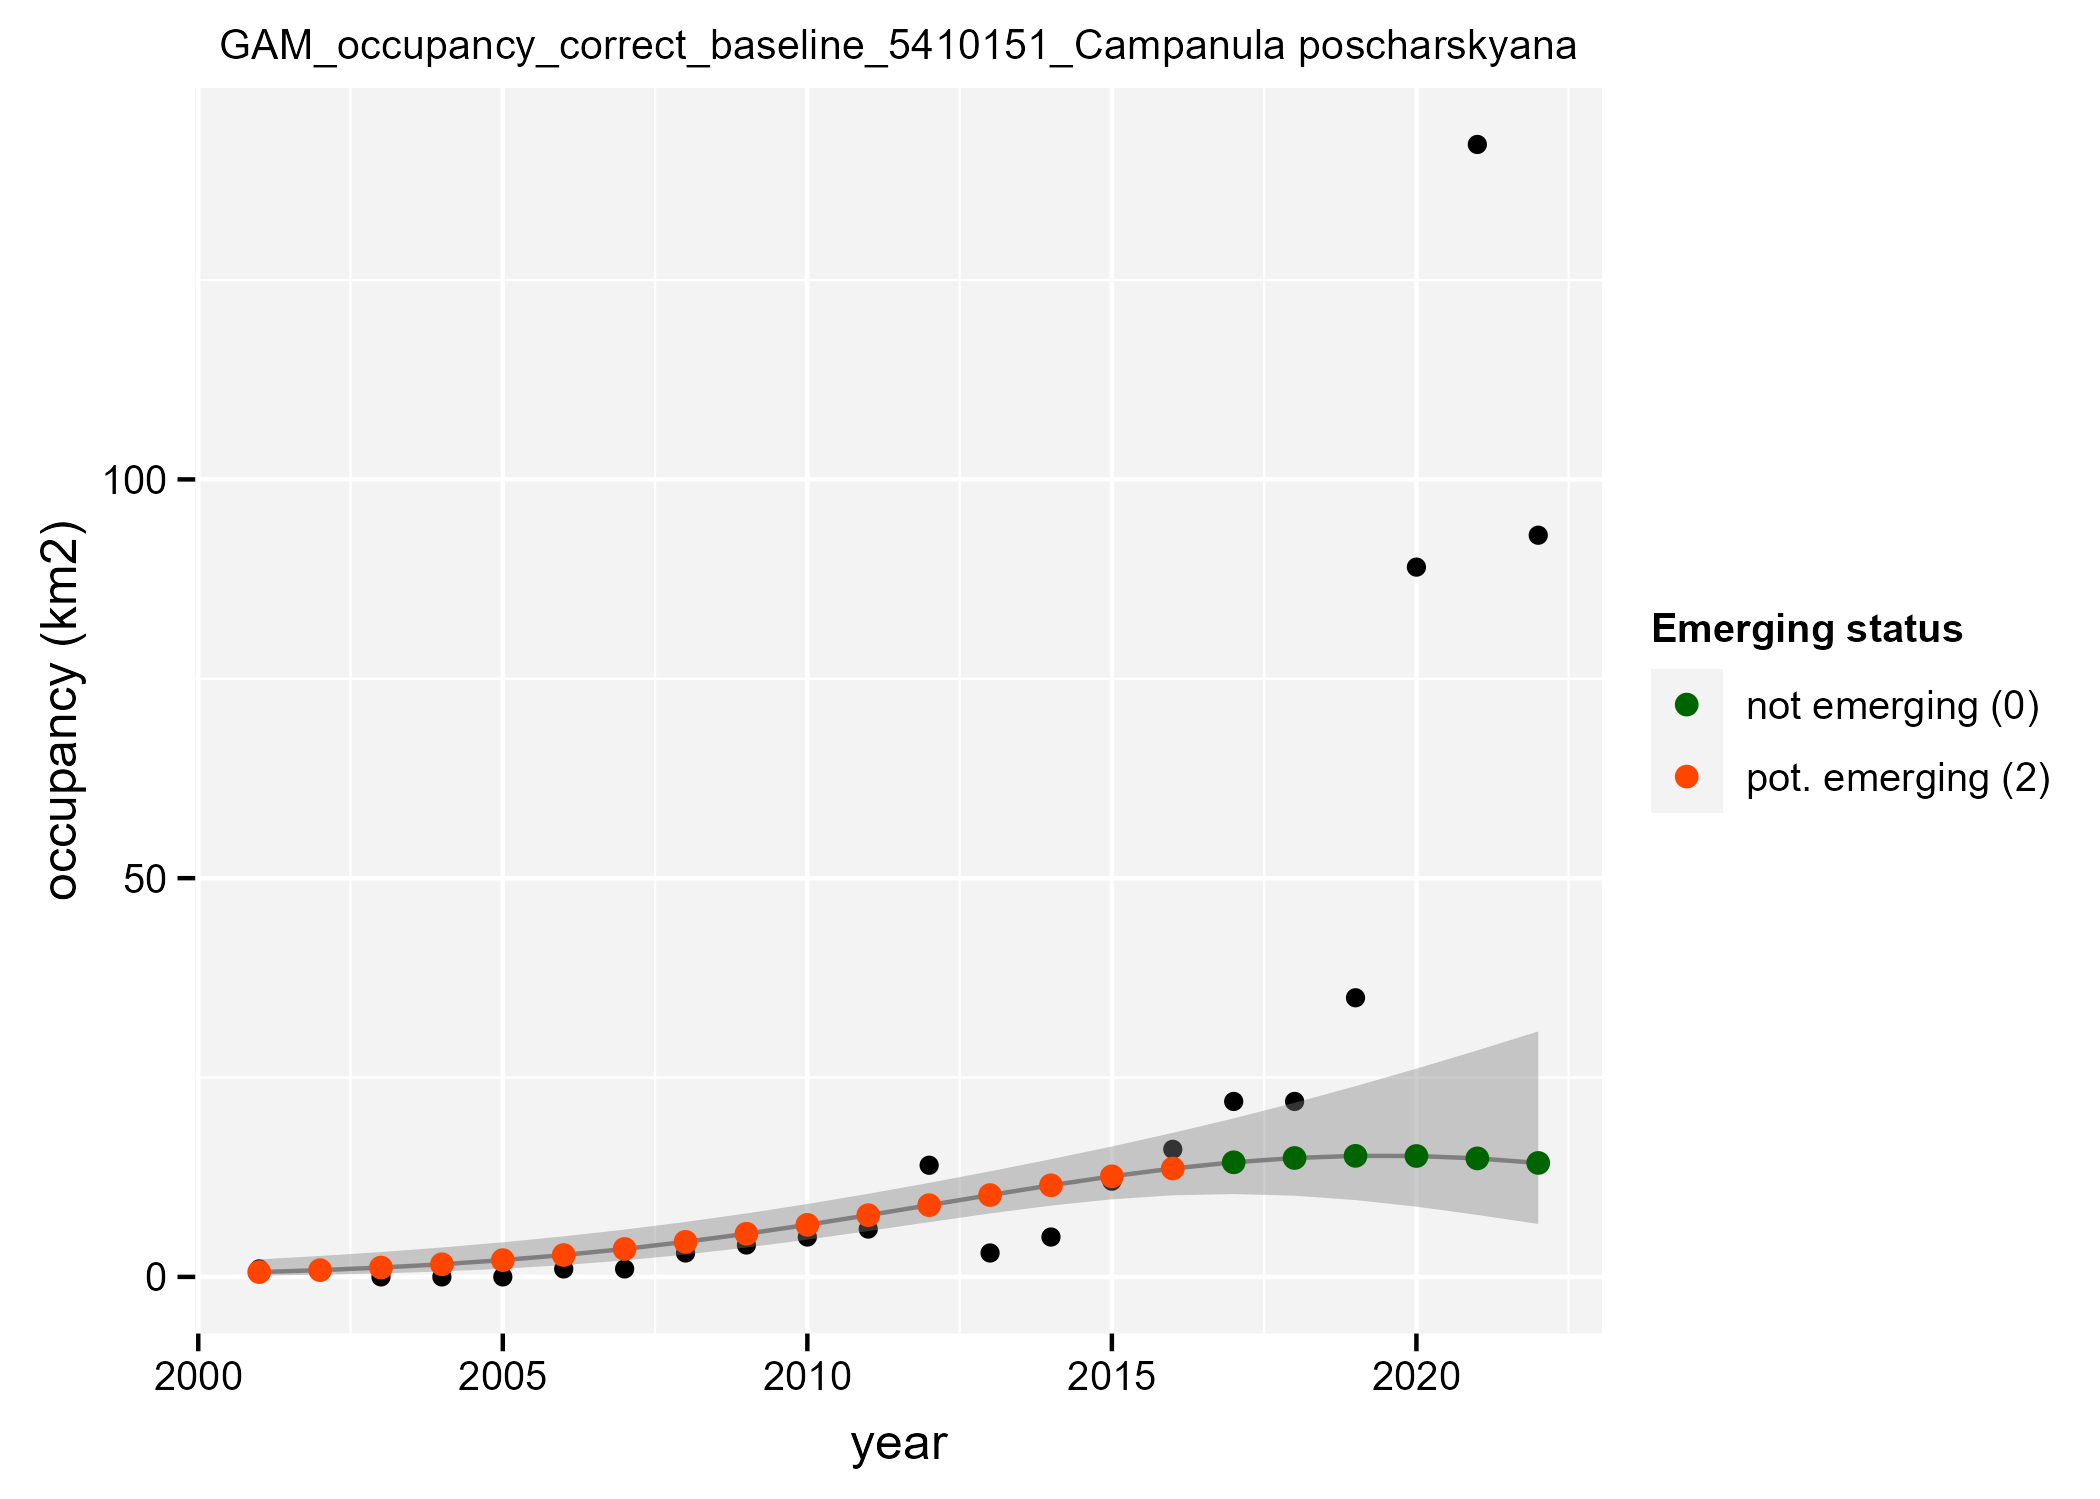 GAM_occupancy_correct_baseline_5410151_Campanula poscharskyana
occupancy (km2)
100
50
0
2000 2005 2010 2015 2020
year
Emerging status
not emerging (0)
pot. emerging (2)